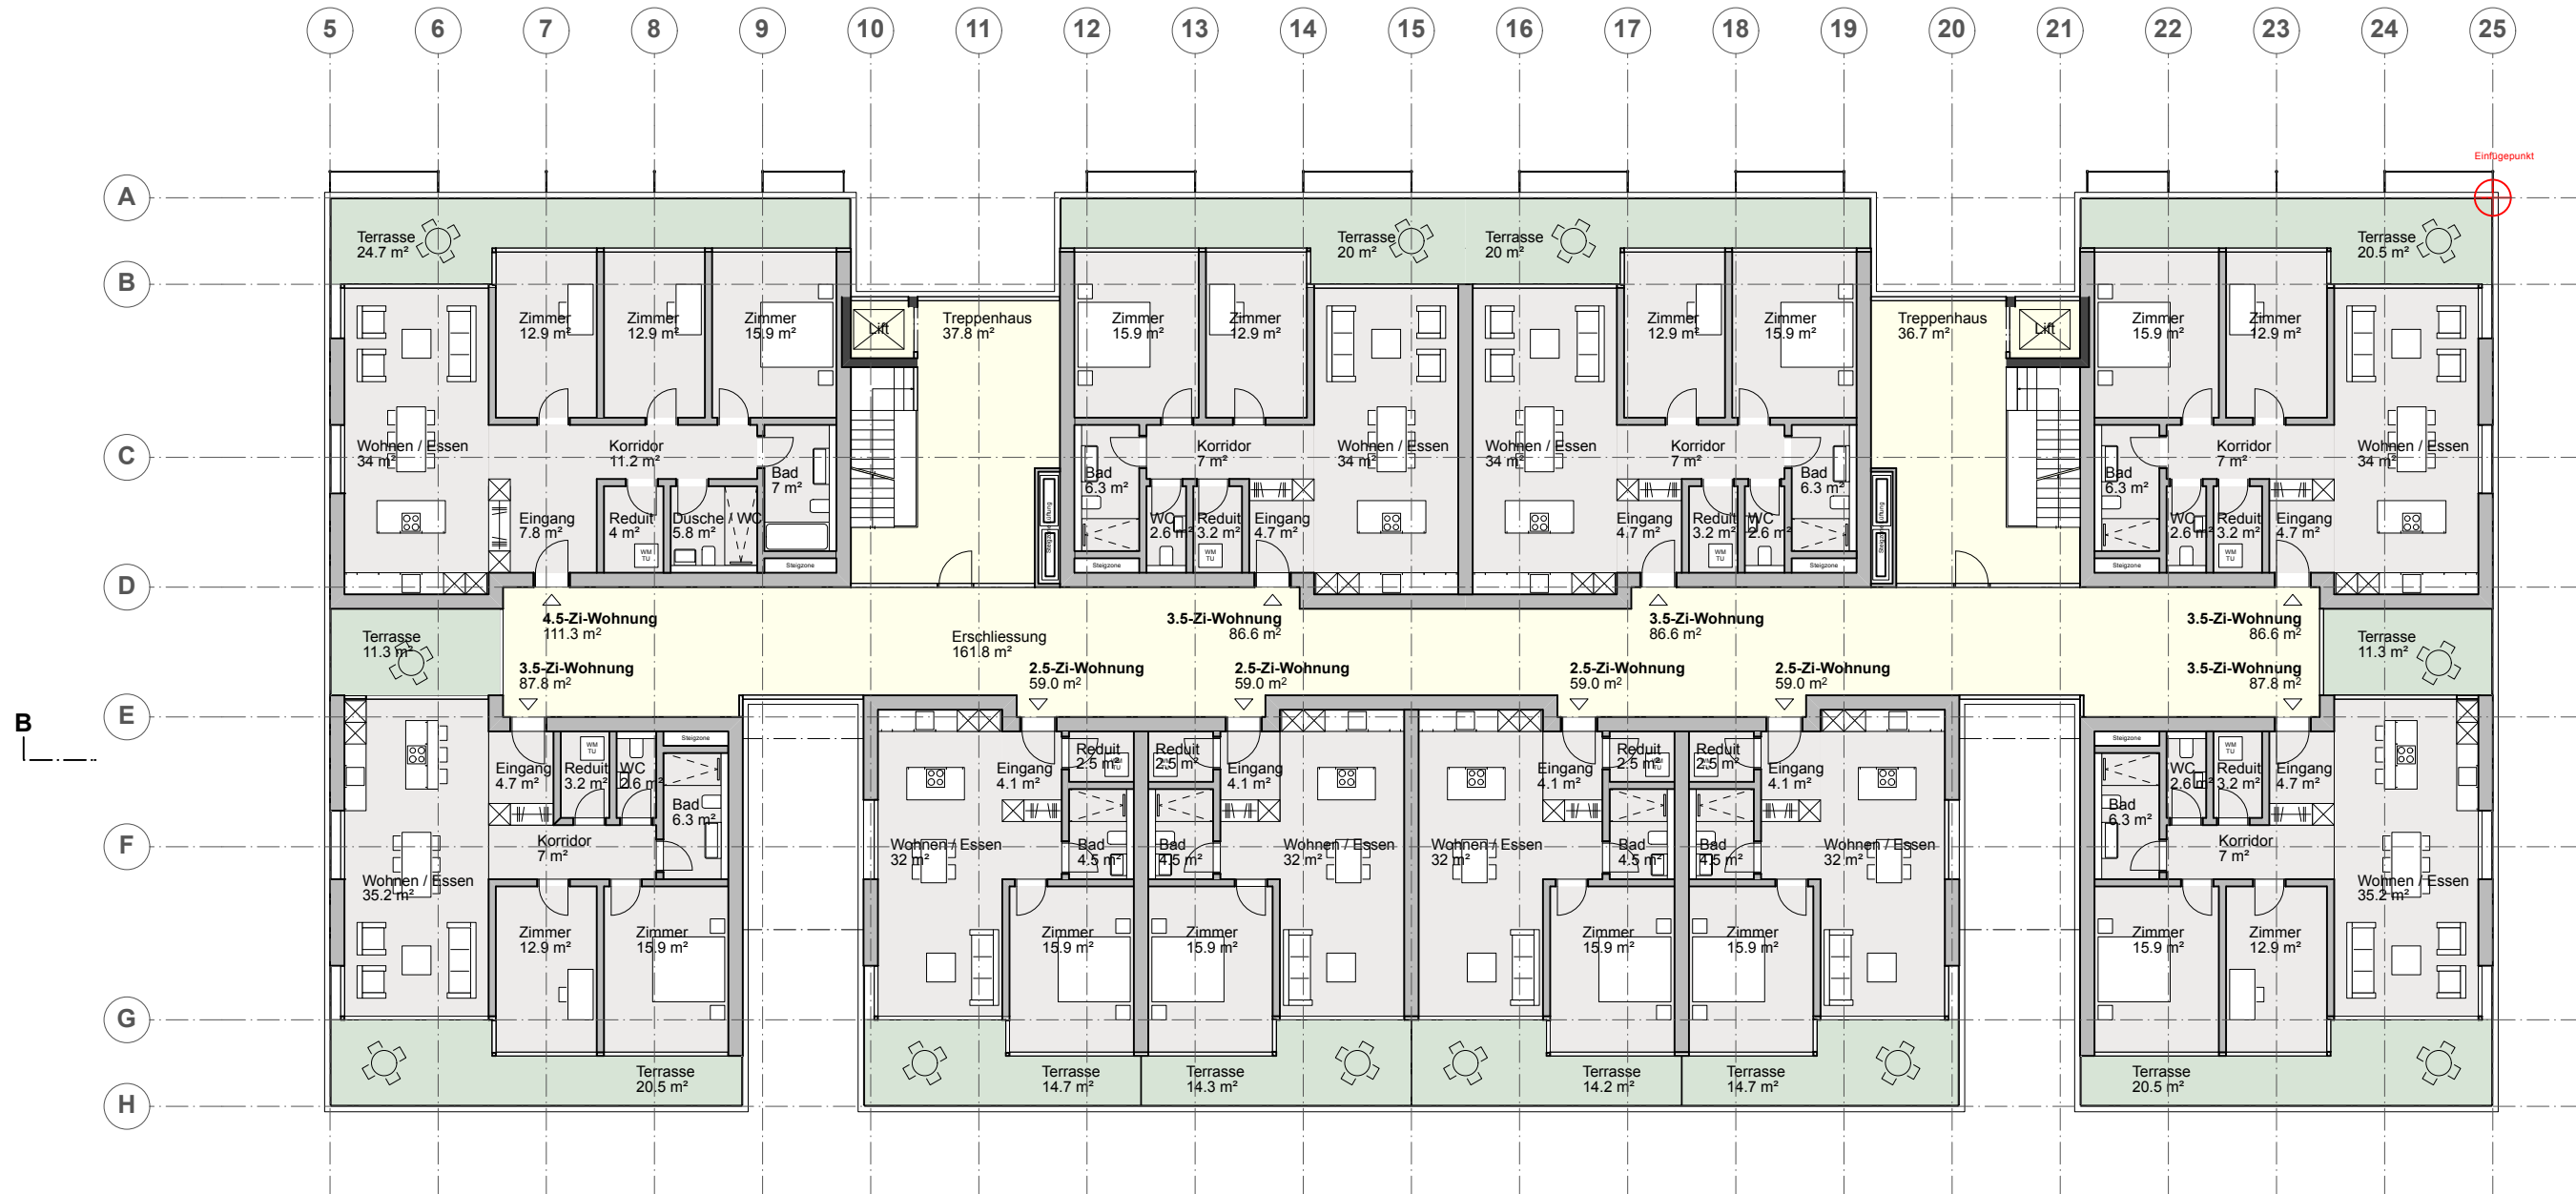 5 6 7 8 9 10 11 12 13 14 15 16 17 18 19 20 21 22 23 24 25
Einfügepunkt
A
Terrasse
24.7 m²
Terrasse
20 m²
Terrasse
20 m²
Terrasse
20.5 m²
B
Zimmer
12.9 m²
Zimmer
12.9 m²
Zimmer
15.9 m²
Lift
Treppenhaus
37.8 m²
Zimmer
15.9 m²
Zimmer
12.9 m²
Zimmer
12.9 m²
Zimmer
15.9 m²
Treppenhaus
36.7 m²
Lift
Zimmer
15.9 m²
Zimmer
12.9 m²
C
Wohnen / Essen
34 m²
Korridor
11.2 m²
Bad
7 m²
Bad
6.3 m²
Korridor
7 m²
Wohnen / Essen
34 m²
Wohnen / Essen
34 m²
Korridor
7 m²
Bad
6.3 m²
Bad
6.3 m²
Korridor
7 m²
Wohnen / Essen
34 m²
Eingang
7.8 m²
Reduit
4 m²
WM
TU
Dusche / WC
5.8 m²
Steigzone
Lüftung
Steigzone
Steigzone
WC
2.6 m²
Reduit
3.2 m²
WM
TU
Eingang
4.7 m²
Eingang
4.7 m²
Reduit
3.2 m²
WM
TU
WC
2.6 m²
Steigzone
Lüftung
Steigzone
Steigzone
WC
2.6 m²
Reduit
3.2 m²
WM
TU
Eingang
4.7 m²
D
4.5-Zi-Wohnung
111.3 m²
3.5-Zi-Wohnung
86.6 m²
3.5-Zi-Wohnung
86.6 m²
3.5-Zi-Wohnung
86.6 m²
Terrasse
11.3 m²
Erschliessung
161.8 m²
Terrasse
11.3 m²
3.5-Zi-Wohnung
87.8 m²
2.5-Zi-Wohnung
59.0 m²
2.5-Zi-Wohnung
59.0 m²
2.5-Zi-Wohnung
59.0 m²
2.5-Zi-Wohnung
59.0 m²
3.5-Zi-Wohnung
87.8 m²
E
B
Eingang
4.7 m²
Reduit
3.2 m²
WM
TU
WC
2.6 m²
Steigzone
Bad
6.3 m²
Eingang
4.1 m²
Reduit
2.5 m²
Reduit
2.5 m²
Eingang
4.1 m²
Eingang
4.1 m²
Reduit
2.5 m²
Reduit
2.5 m²
Eingang
4.1 m²
Steigzone
Bad
6.3 m²
WC
2.6 m²
Reduit
3.2 m²
WM
TU
Eingang
4.7 m²
F
Korridor
7 m²
Wohnen / Essen
35.2 m²
Wohnen / Essen
32 m²
Bad
4.5 m²
Bad
4.5 m²
Wohnen / Essen
32 m²
Wohnen / Essen
32 m²
Bad
4.5 m²
Bad
4.5 m²
Wohnen / Essen
32 m²
Korridor
7 m²
Wohnen / Essen
35.2 m²
Zimmer
12.9 m²
Zimmer
15.9 m²
Zimmer
15.9 m²
Zimmer
15.9 m²
Zimmer
15.9 m²
Zimmer
15.9 m²
Zimmer
15.9 m²
Zimmer
12.9 m²
G
Terrasse
20.5 m²
Terrasse
14.7 m²
Terrasse
14.3 m²
Terrasse
14.2 m²
Terrasse
14.7 m²
Terrasse
20.5 m²
H